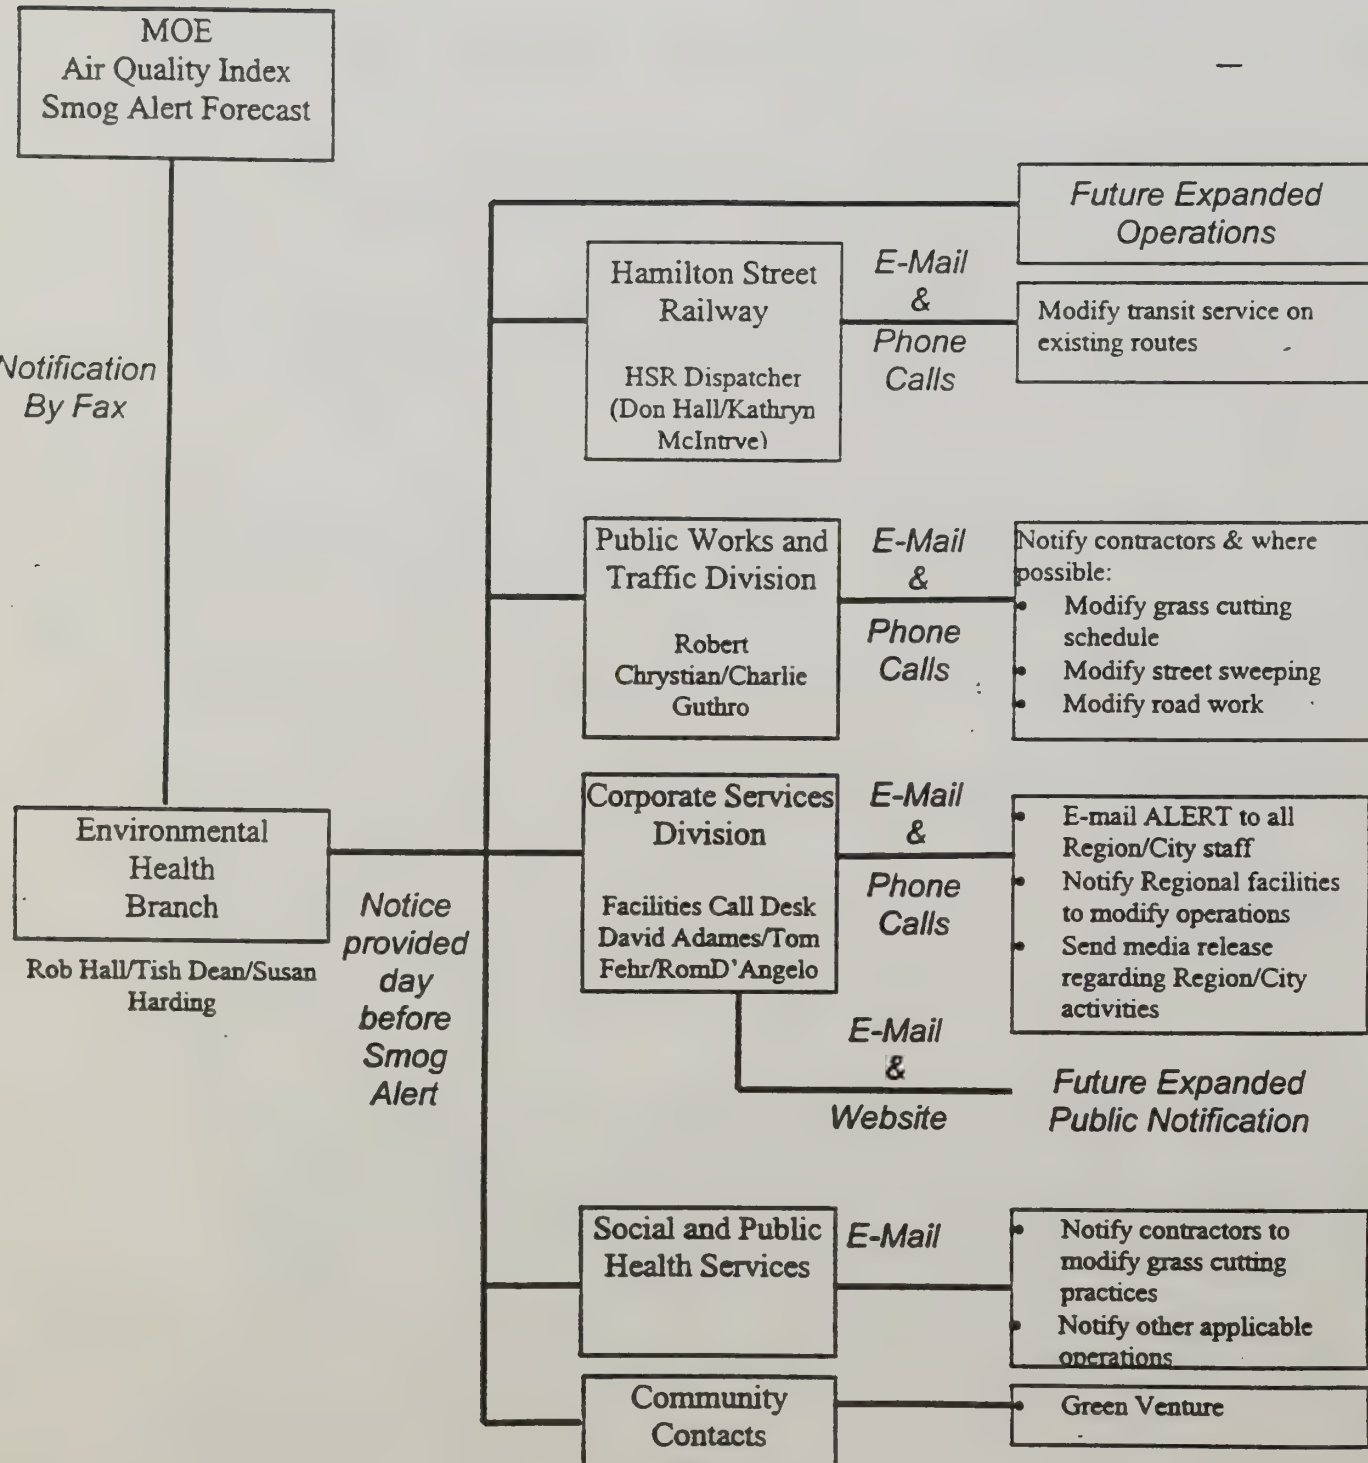 MOE
Air Quality Index
Smog Alert Forecast
Notification
By Fax
Environmental
Health
Branch
Rob Hall/Tish Dean/Susan
Harding
Notice
provided
day
before
Smog
Alert
Future Expanded
Operations
Hamilton Street
Railway
HSR Dispatcher
(Don Hall/Kathryn
McIntrve)
E-Mail
&
Phone
Calls
Modify transit service on
existing routes
Public Works and
Traffic Division
Robert
Chrystian/Charlie
Guthro
E-Mail
&
Phone
Calls
Notify contractors & where
possible:
• Modify grass cutting
schedule
• Modify street sweeping
• Modify road work
Corporate Services
Division
Facilities Call Desk
David Adames/Tom
Fehr/RomD'Angelo
E-Mail
&
Phone
Calls
• E-mail ALERT to all
Region/City staff
• Notify Regional facilities
to modify operations
• Send media release
regarding Region/City
activities
E-Mail
&
Website
Future Expanded
Public Notification
Social and Public
Health Services
E-Mail
• Notify contractors to
modify grass cutting
practices
• Notify other applicable
operations
Community
Contacts
• Green Venture